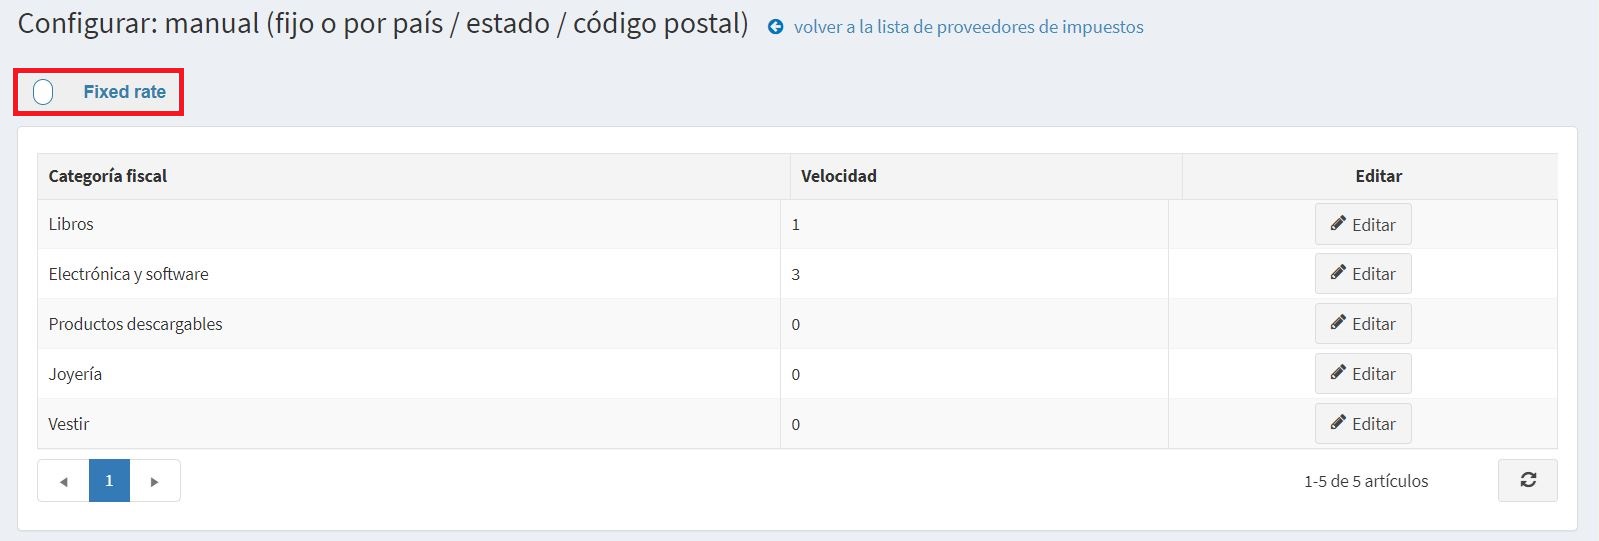 Configurar: manual (fijo o por país / estado / código postal) volver a la lista de proveedores de impuestos
Fixed rate
Categoría fiscal Velocidad Editar
Libros 1 Editar
Electrónica y software 3 Editar
Productos descargables 0 Editar
Joyería 0 Editar
Vestir 0 Editar
1 1-5 de 5 artículos